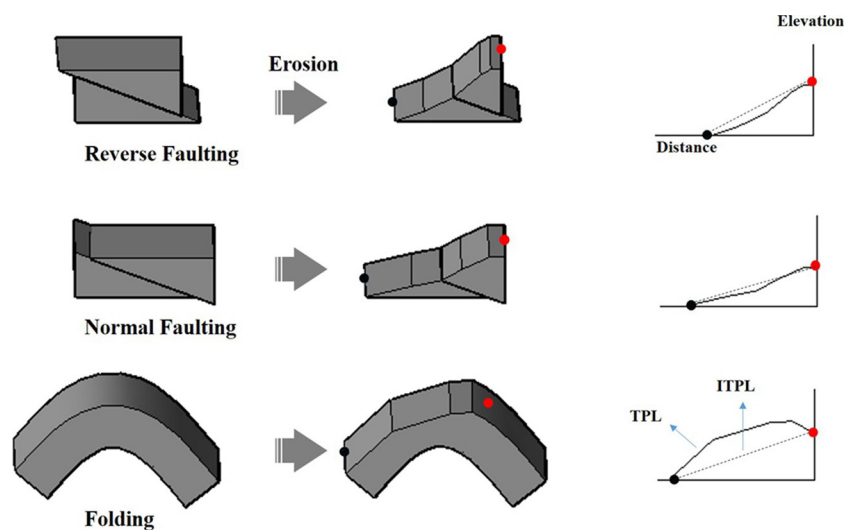 Elevation
Erosion
Reverse Faulting
Distance
Normal Faulting
ITPL
TPL
Folding